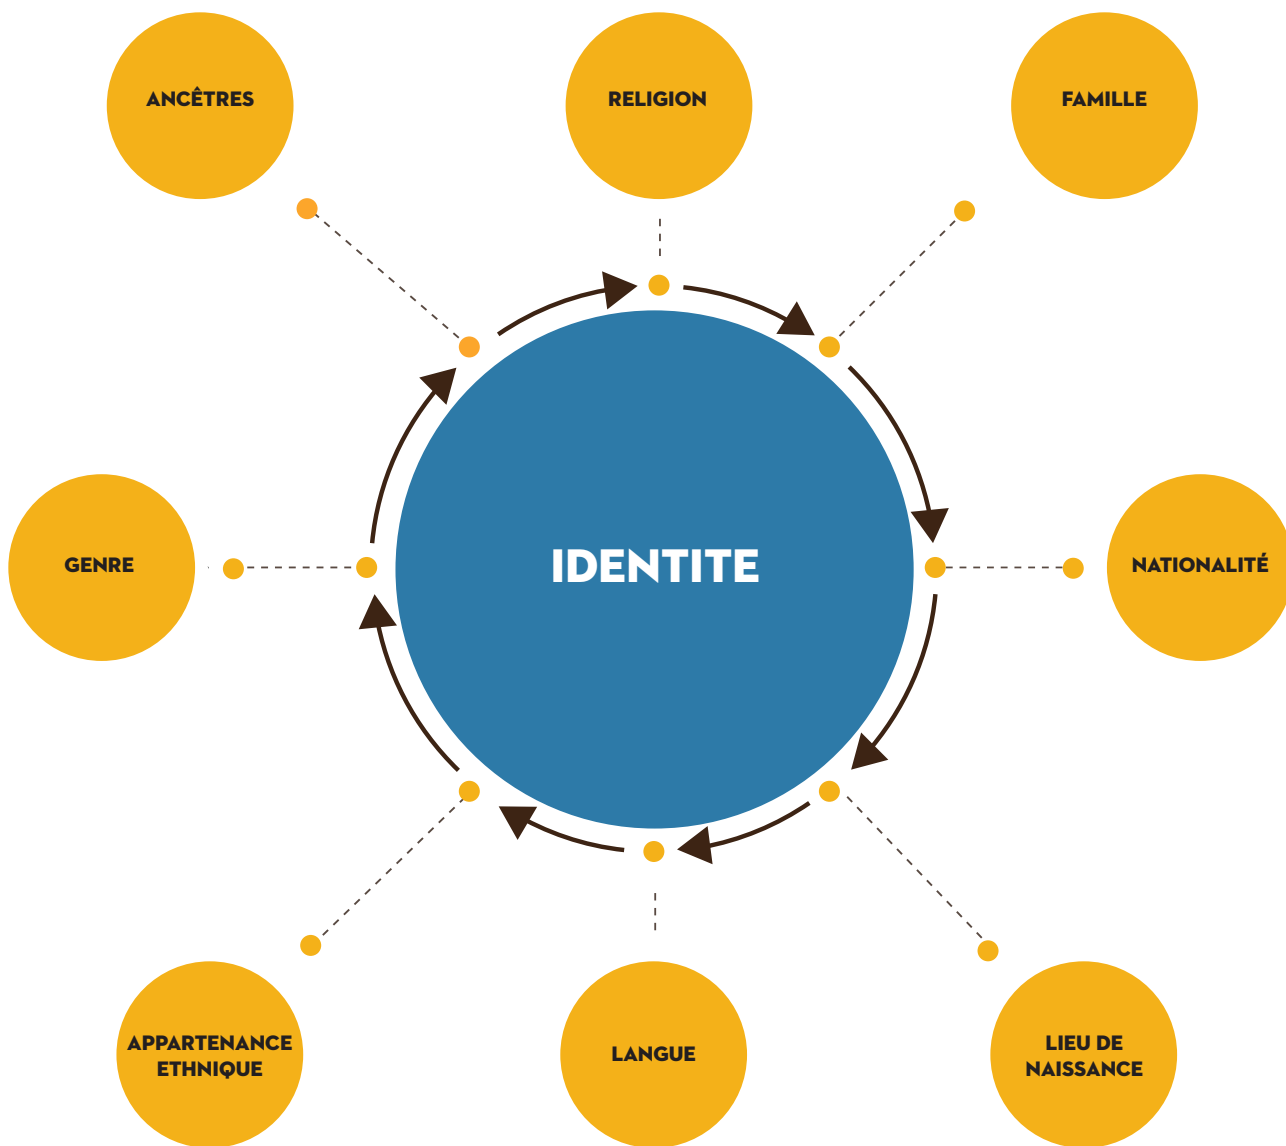 ANCÊTRES
RELIGION
FAMILLE
GENRE
IDENTITE
NATIONALITÉ
APPARTENANCE
ETHNIQUE
LANGUE
LIEU DE
NAISSANCE